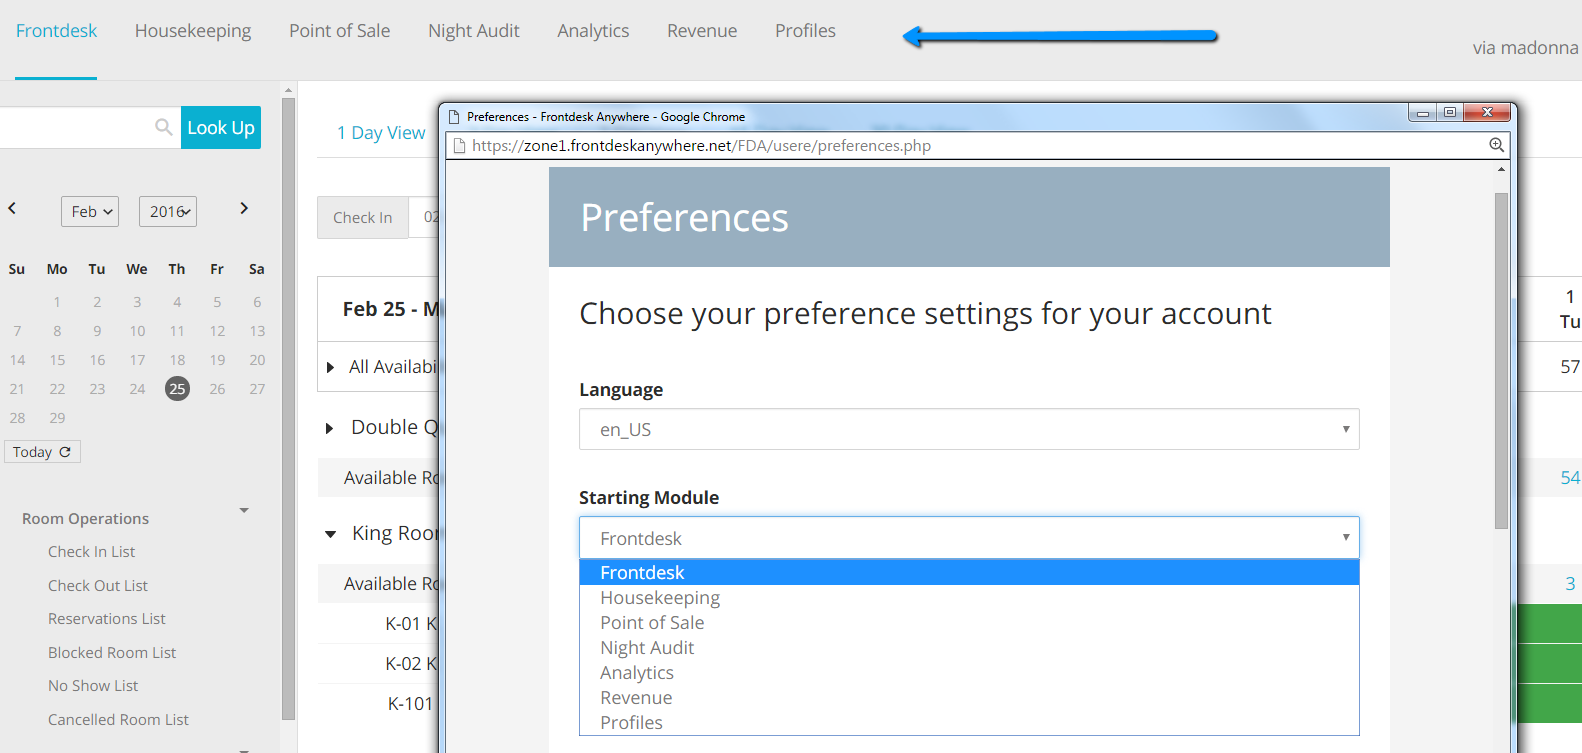 Frontdesk Housekeeping Point of Sale Night Audit Analytics Revenue Profiles
via madonna
Look Up
Feb 2016
Su Mo Tu We Th Fr Sa
1 2 3 4 5 6
7 8 9 10 11 12 13
14 15 16 17 18 19 20
21 22 23 24 25 26 27
28 29
Today
Room Operations
Check In List
Check Out List
Reservations List
Blocked Room List
No Show List
Cancelled Room List
1 Day View
Check In 02
Feb 25 - M
All Availabi
Double Q
Available Ro
King Roor
Available Ro
K-01 K
K-02 K
K-101
Preferences - Frontdesk Anywhere - Google Chrome
https://zone1.frontdeskanywhere.net/FDA/usere/preferences.php
Preferences
Choose your preference settings for your account
Language
en_US
Starting Module
Frontdesk
Frontdesk
Housekeeping
Point of Sale
Night Audit
Analytics
Revenue
Profiles
1
Tu
57
54
3